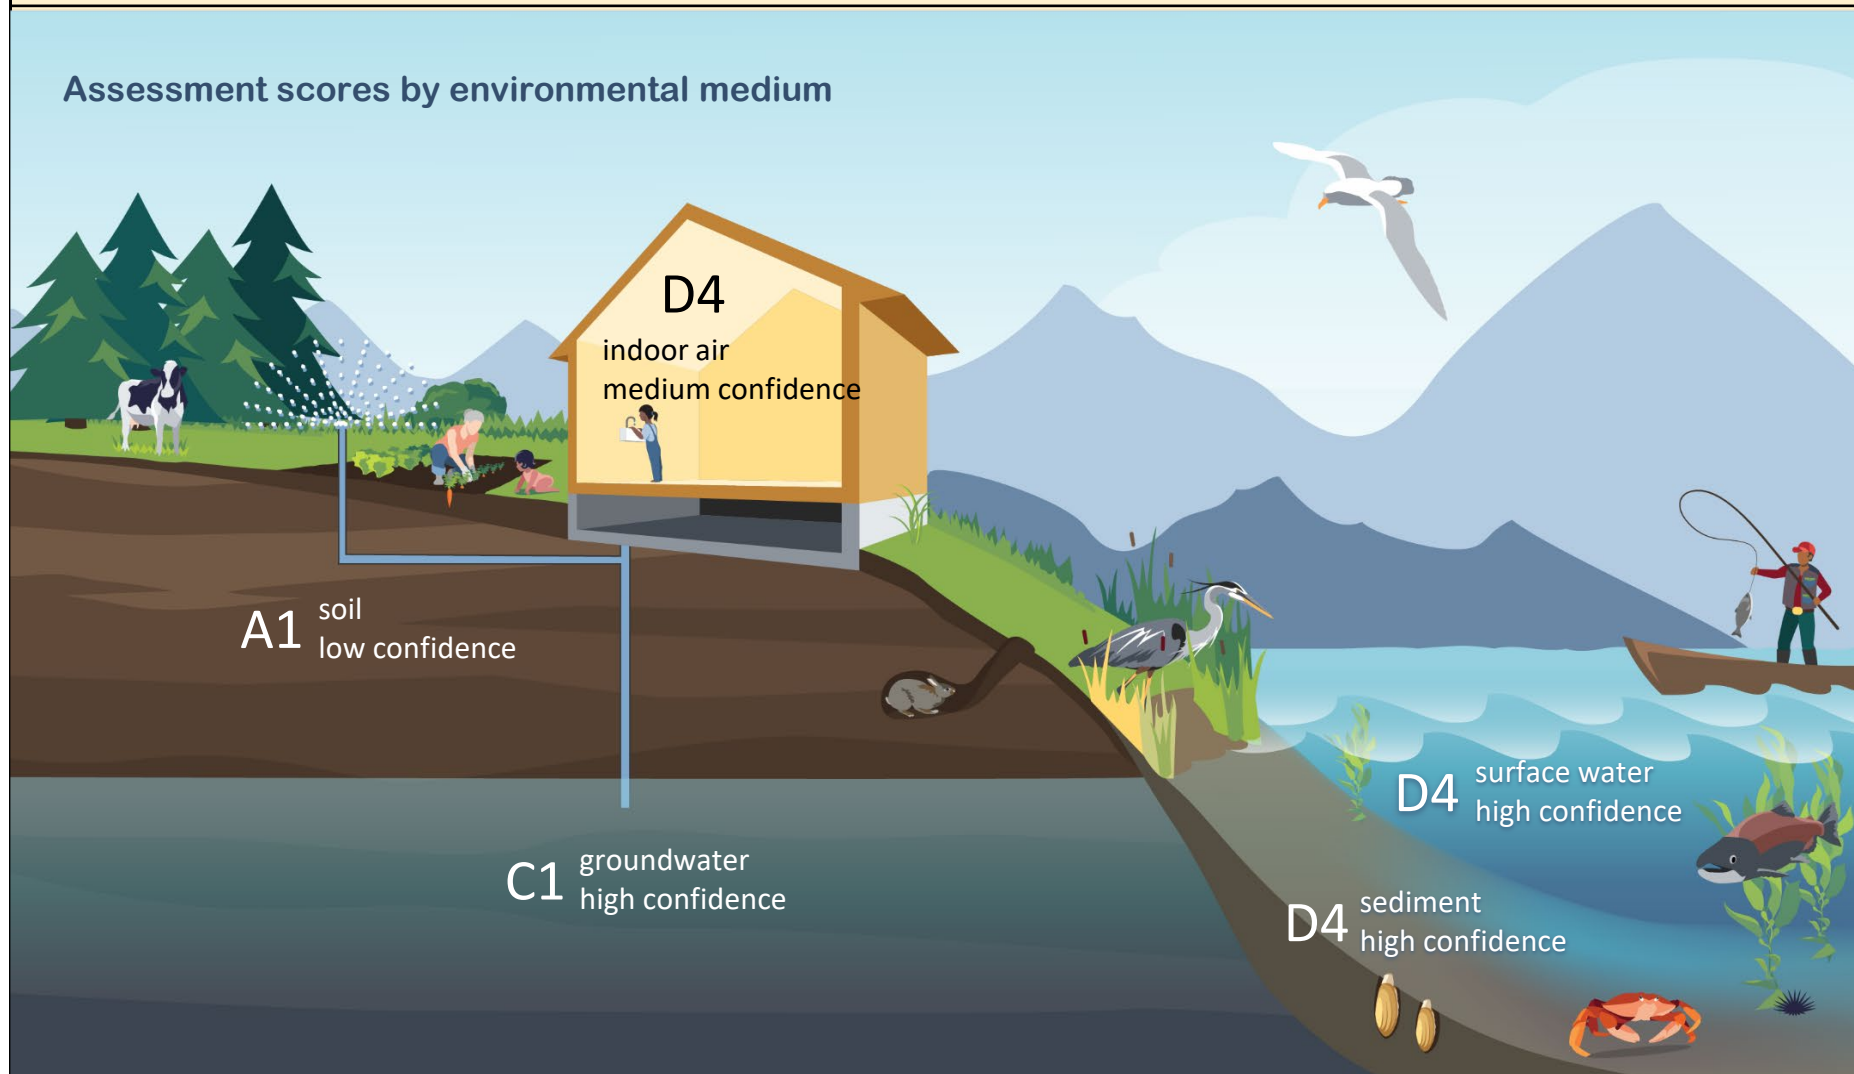 Assessment scores by environmental medium
D4
indoor air
medium confidence
A1
soil
low confidence
C1
groundwater
high confidence
D4
surface water
high confidence
D4
sediment
high confidence